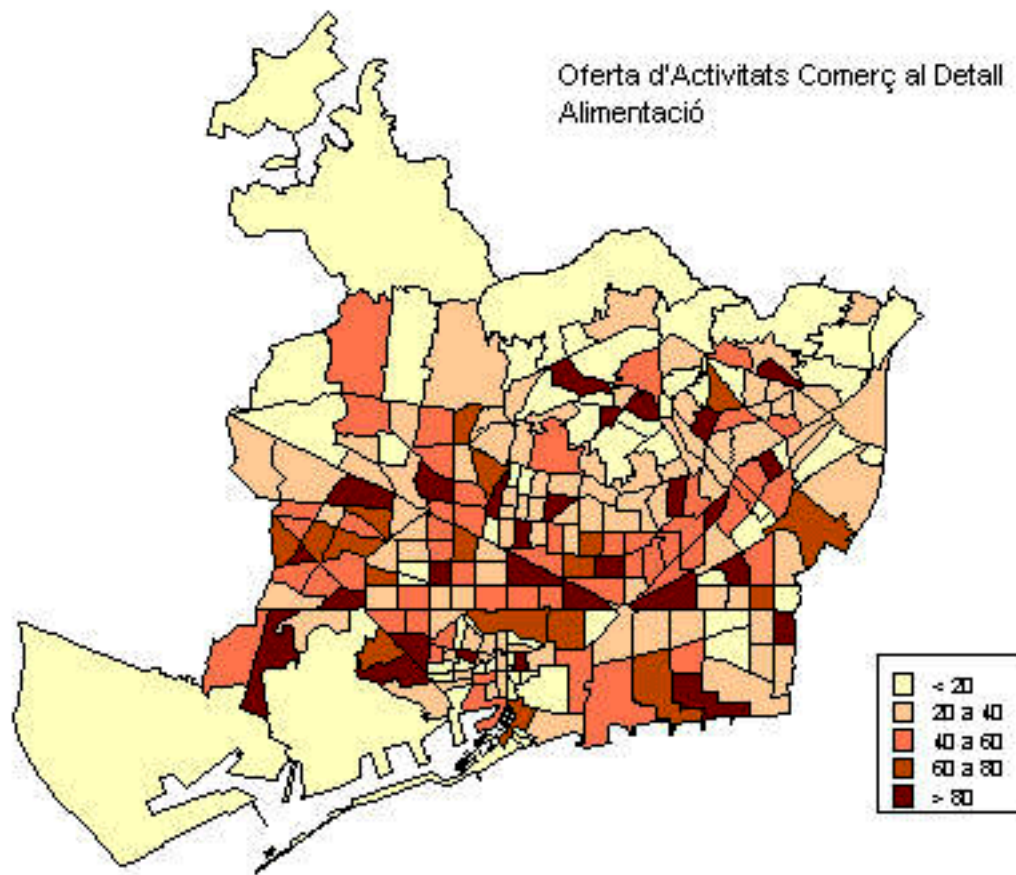 Oferta d'Activitats Comerç al Detall
Alimentació
< 20
20 a 40
40 a 60
60 a 80
> 80